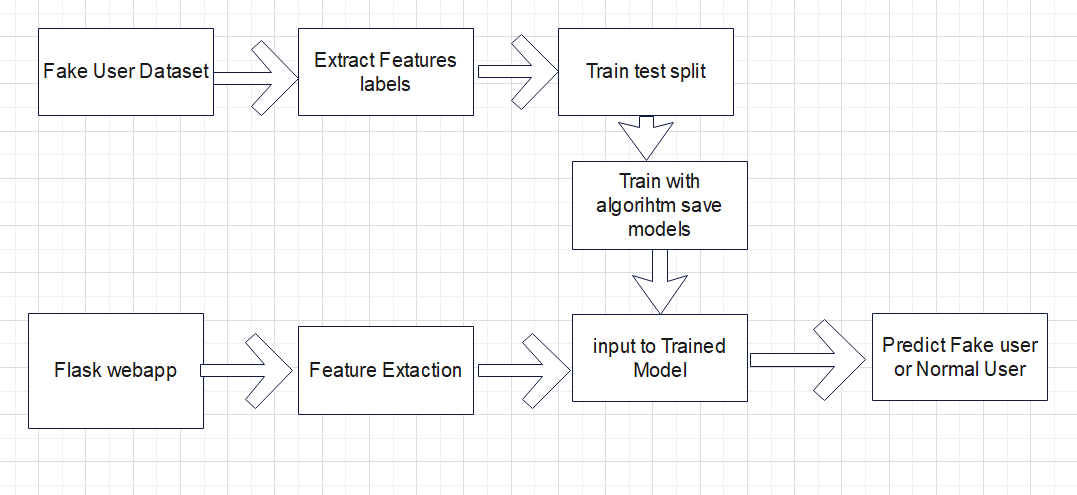 Fake User Dataset
Extract Features
labels
Train test split
Train with
algorihtm save
models
Flask webapp
Feature Extaction
input to Trained
Model
Predict Fake user
or Normal User